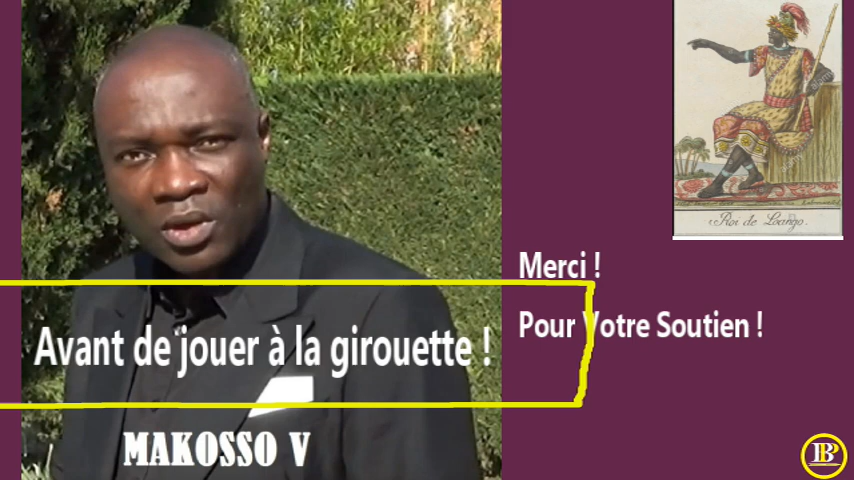 Roi de Loango.
Merci !
Pour Votre Soutien !
Avant de jouer à la girouette !
MAKOSSO V